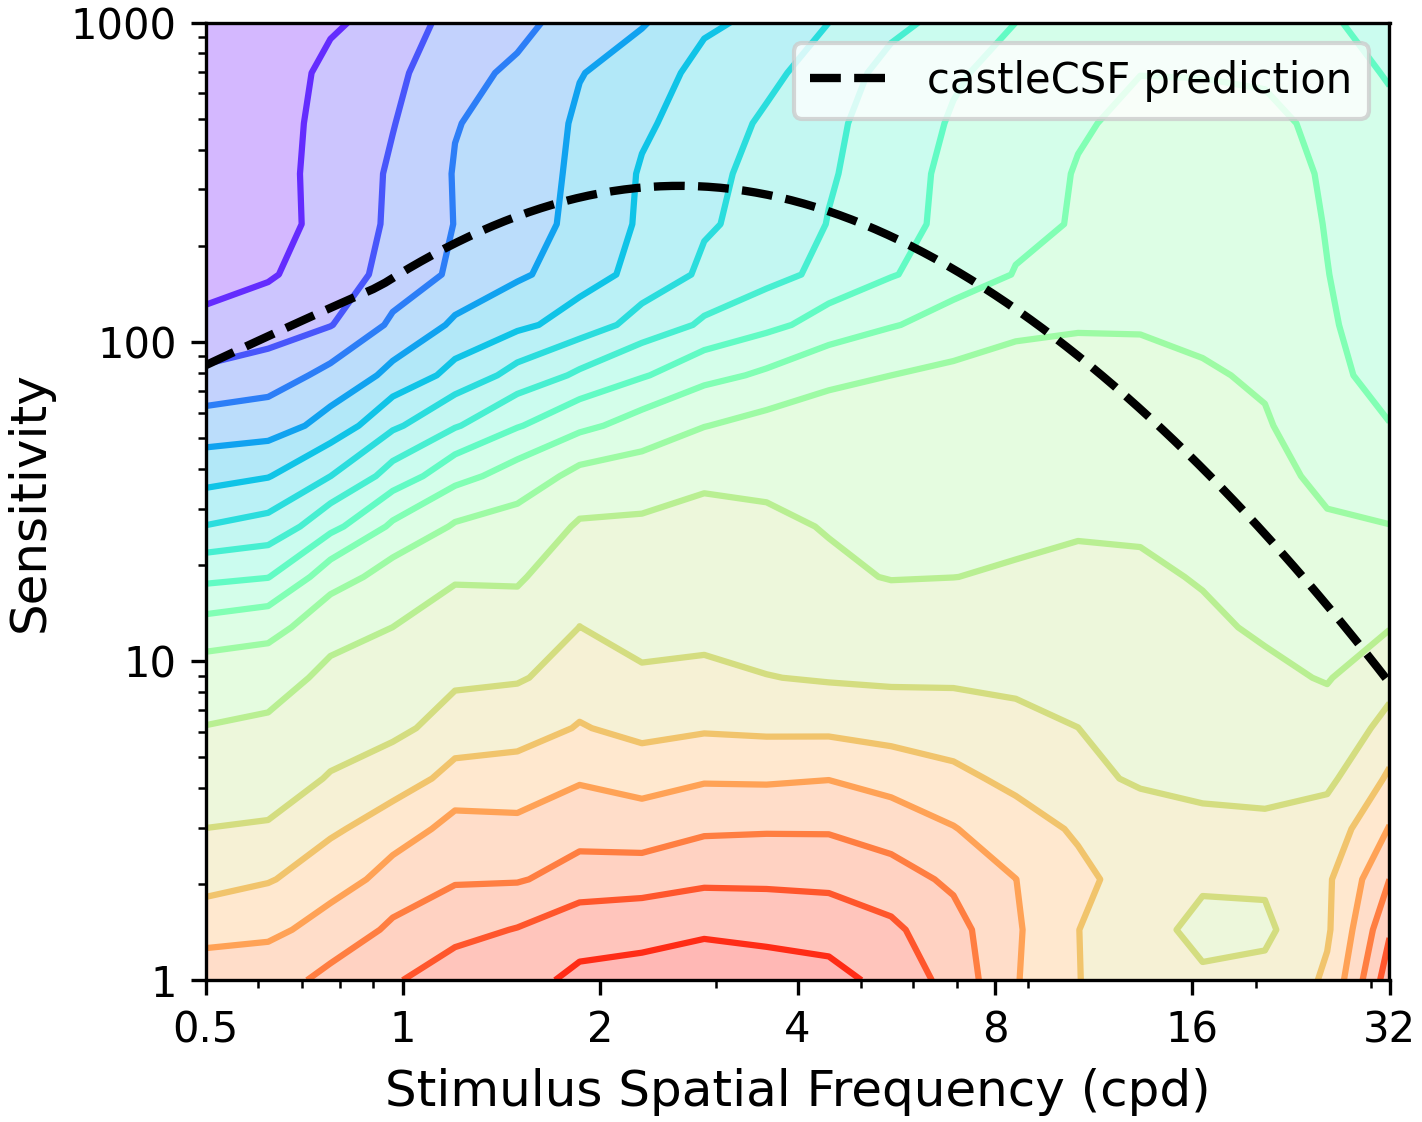 1000
100
10
1
Sensitivity
castleCSF prediction
0.5 1 2 4 8 16 32
Stimulus Spatial Frequency (cpd)